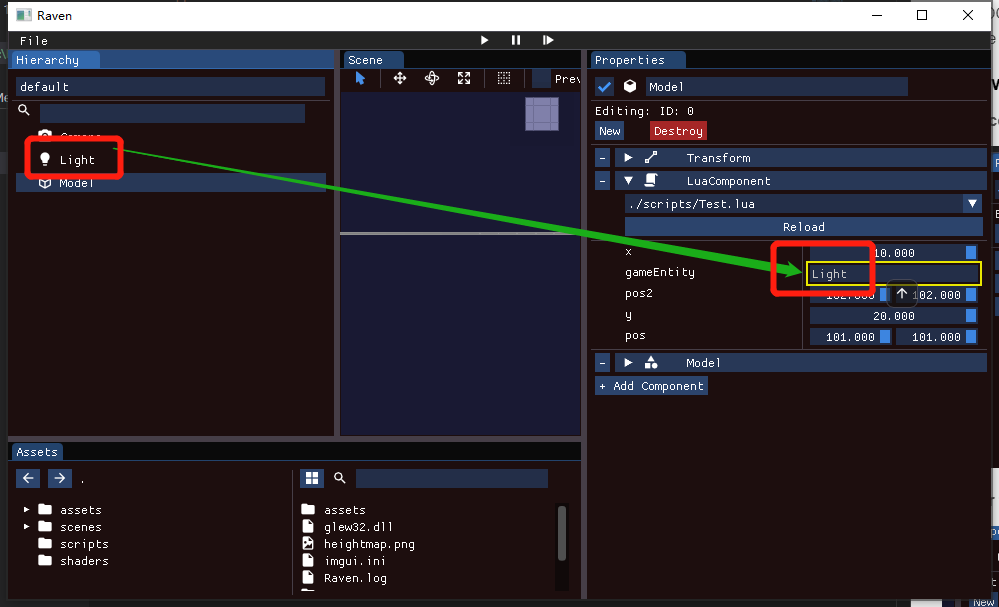 Raven
File
Hierarchy
default
Light
Model
Scene
Prev
Properties
Model
Editing: ID: 0
New
Destroy
- Transform
- LuaComponent
./scripts/Test.lua
Reload
x 10.000
gameEntity Light
pos2 102.000 102.000
y 20.000
pos 101.000 101.000
- Model
+ Add Component
Assets
.
assets
scenes
scripts
shaders
assets
glew32.dll
heightmap.png
imgui.ini
Raven.log
New